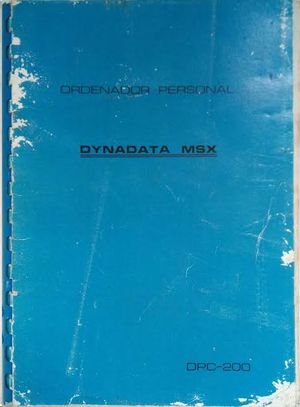 ORDENADOR PERSONAL
DYNADATA MSX
DPC-200